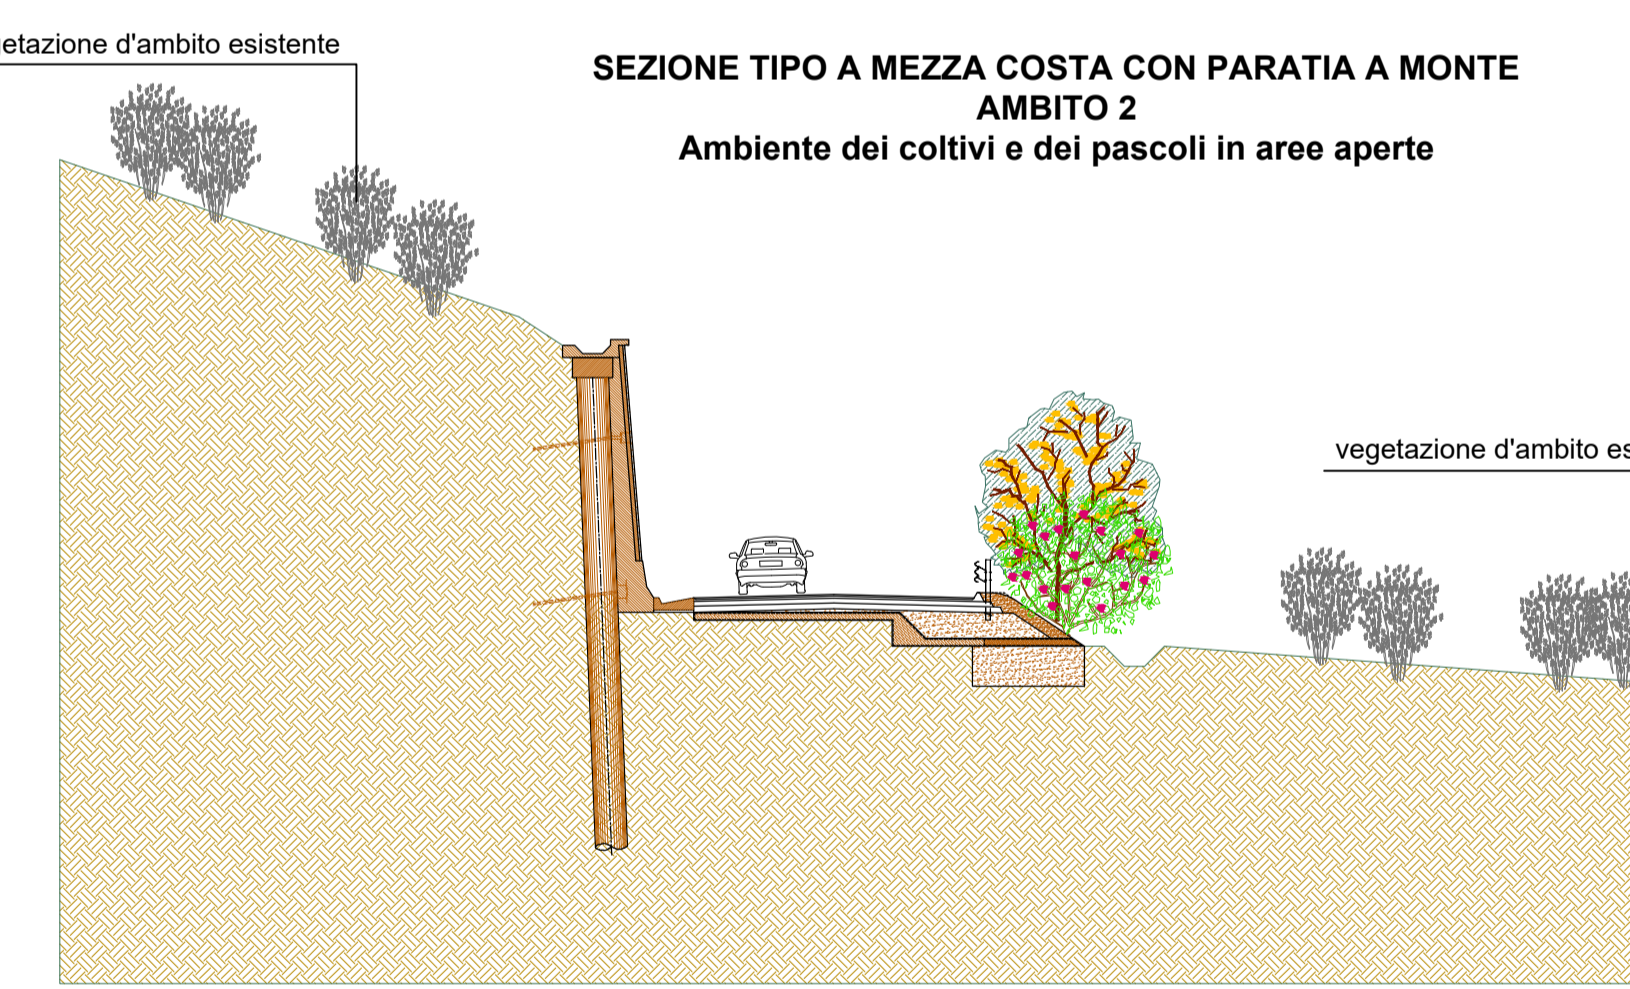 etazione d'ambito esistente
SEZIONE TIPO A MEZZA COSTA CON PARATIA A MONTE
AMBITO 2
Ambiente dei coltivi e dei pascoli in aree aperte
vegetazione d'ambito es